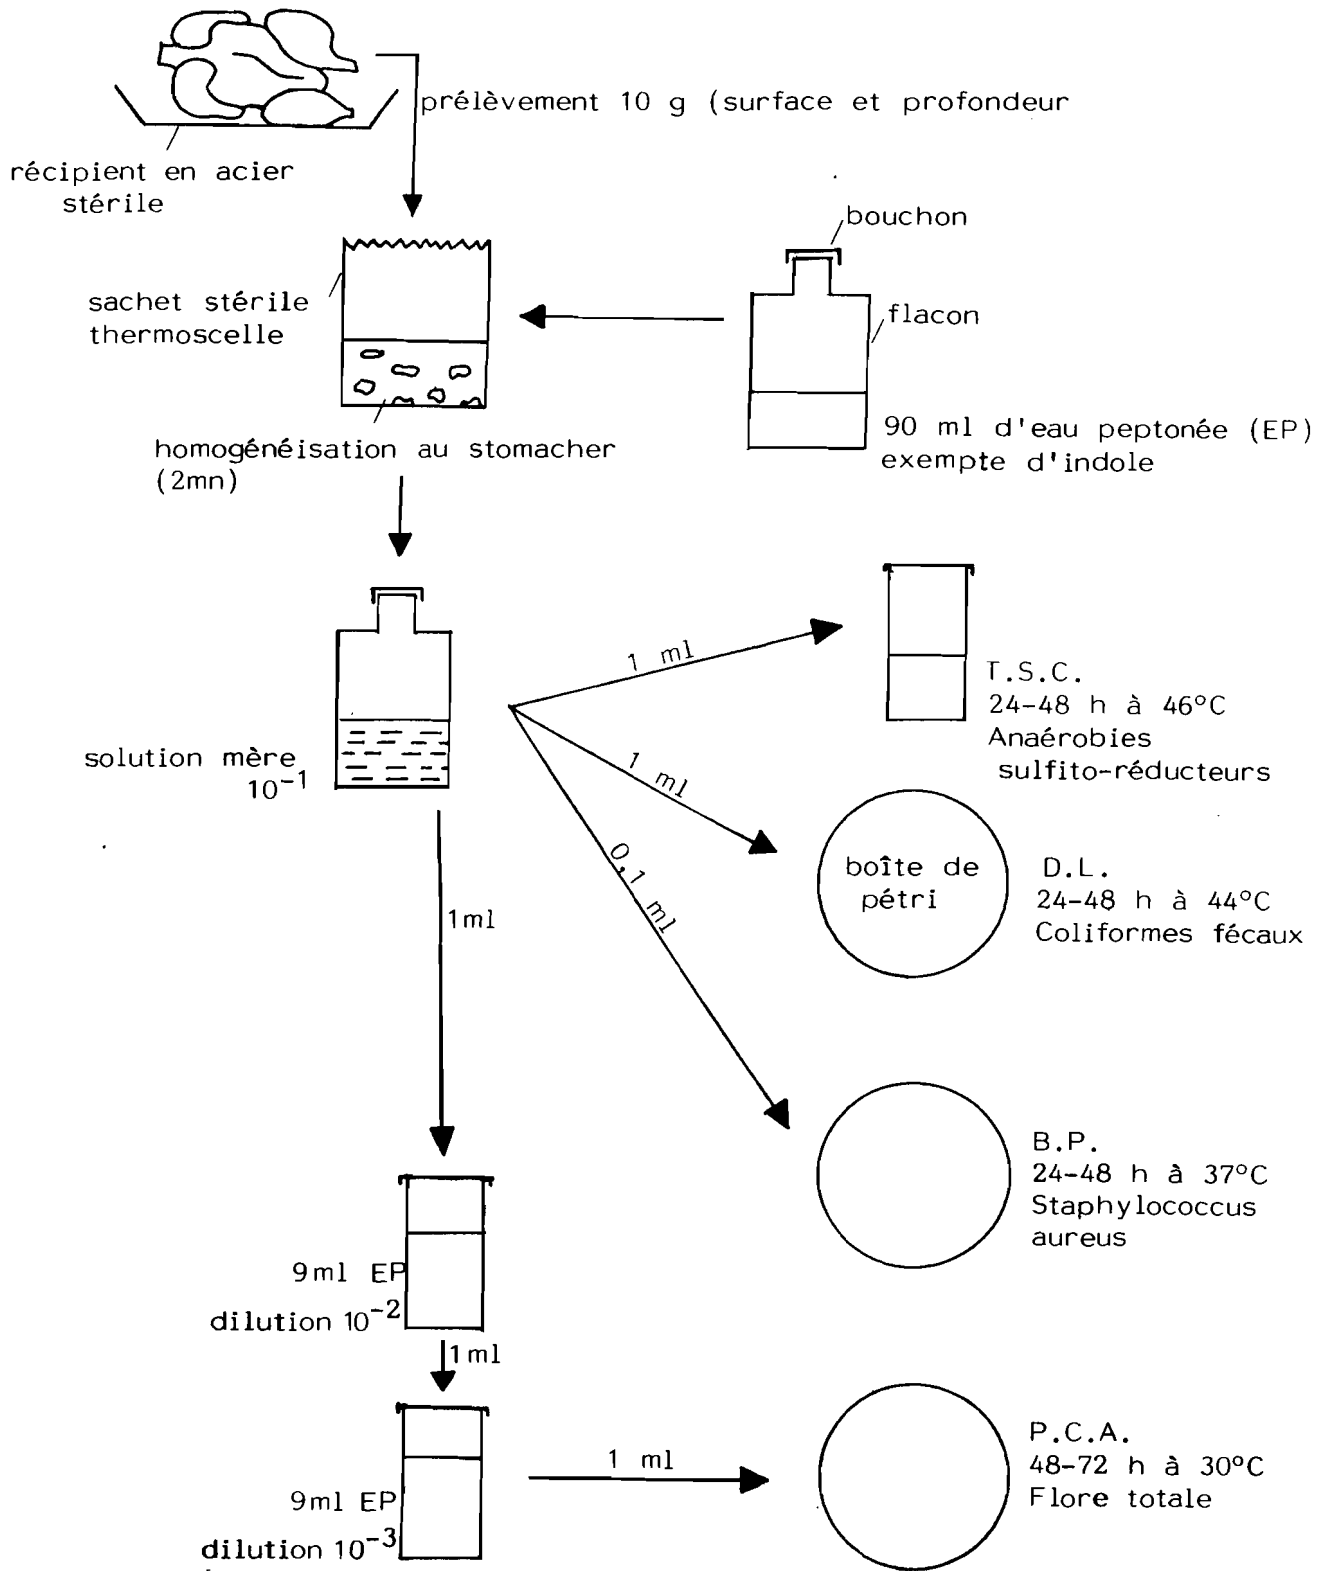 prélèvement 10 g (surface et profondeur
récipient en acier
stérile
bouchon
sachet stérile
thermoscelle
flacon
90 ml d'eau peptonée (EP)
exempte d'indole
homogénéisation au stomacher
(2mn)
1 ml
T.S.C.
24-48 h à 46°C
Anaérobies
sulfito-réducteurs
solution mère
10⁻¹
1 ml
boîte de
pétri
D.L.
24-48 h à 44°C
Coliformes fécaux
0,1 ml
1ml
B.P.
24-48 h à 37°C
Staphylococcus
aureus
9ml EP
dilution 10⁻²
1ml
P.C.A.
48-72 h à 30°C
Flore totale
1 ml
9ml EP
dilution 10⁻³